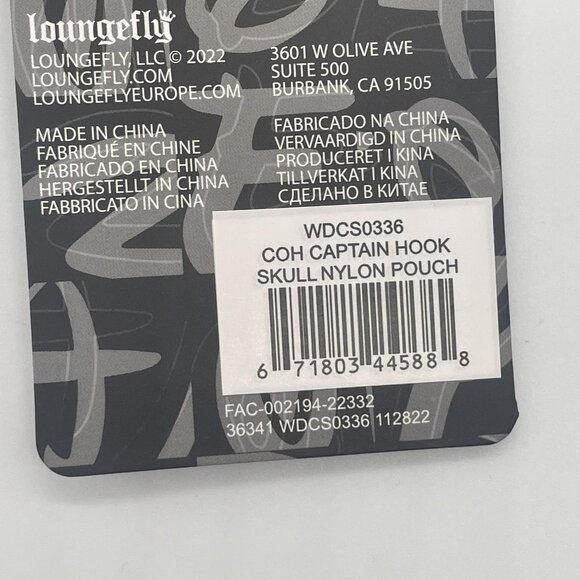 loungefly
LOUNGEFLY, LLC © 2022
LOUNGEFLY.COM
LOUNGEFLYEUROPE.COM
3601 W OLIVE AVE
SUITE 500
BURBANK, CA 91505
MADE IN CHINA
FABRIQUÉ EN CHINE
FABRICADO EN CHINA
HERGESTELLT IN CHINA
FABBRICATO IN CINA
FABRICADO NA CHINA
VERVAARDIGD IN CHINA
PRODUCERET I KINA
TILLVERKAT I KINA
СДЕЛАНО В КИТАЕ
WDCS0336
COH CAPTAIN HOOK
SKULL NYLON POUCH
6 71803 44588 8
FAC-002194-22332
36341 WDCS0336 112822